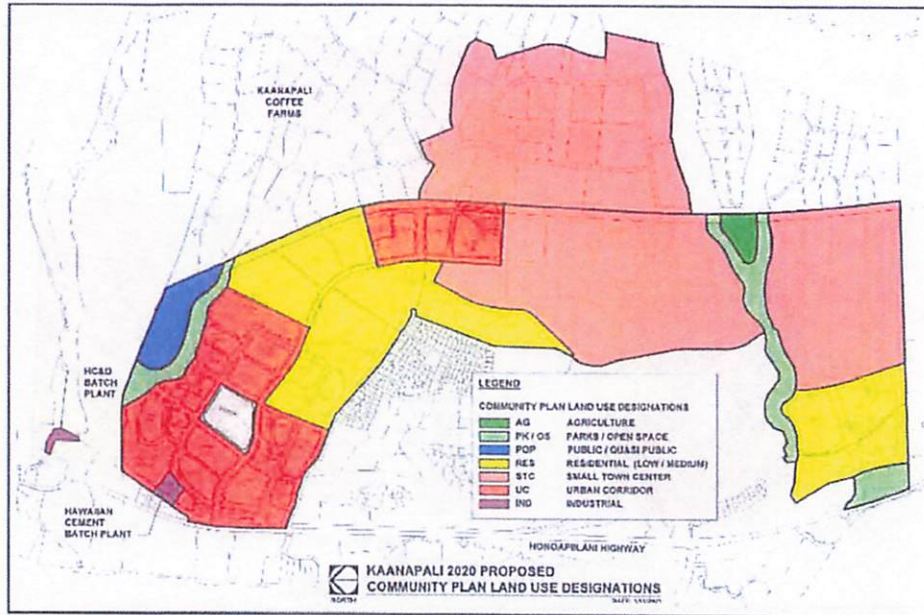 KAANAPALI
COFFEE
FARMS
HC&D
BATCH
PLANT
HAWAIIAN
CEMENT
BATCH PLANT
LEGEND
COMMUNITY PLAN LAND USE DESIGNATIONS
AG AGRICULTURE
PK / OS PARKS / OPEN SPACE
PQP PUBLIC / QUASI PUBLIC
RES RESIDENTIAL (LOW / MEDIUM)
STC SMALL TOWN CENTER
UC URBAN CORRIDOR
IND INDUSTRIAL
HONOAPIILANI HIGHWAY
KAANAPALI 2020 PROPOSED
COMMUNITY PLAN LAND USE DESIGNATIONS
NORTH